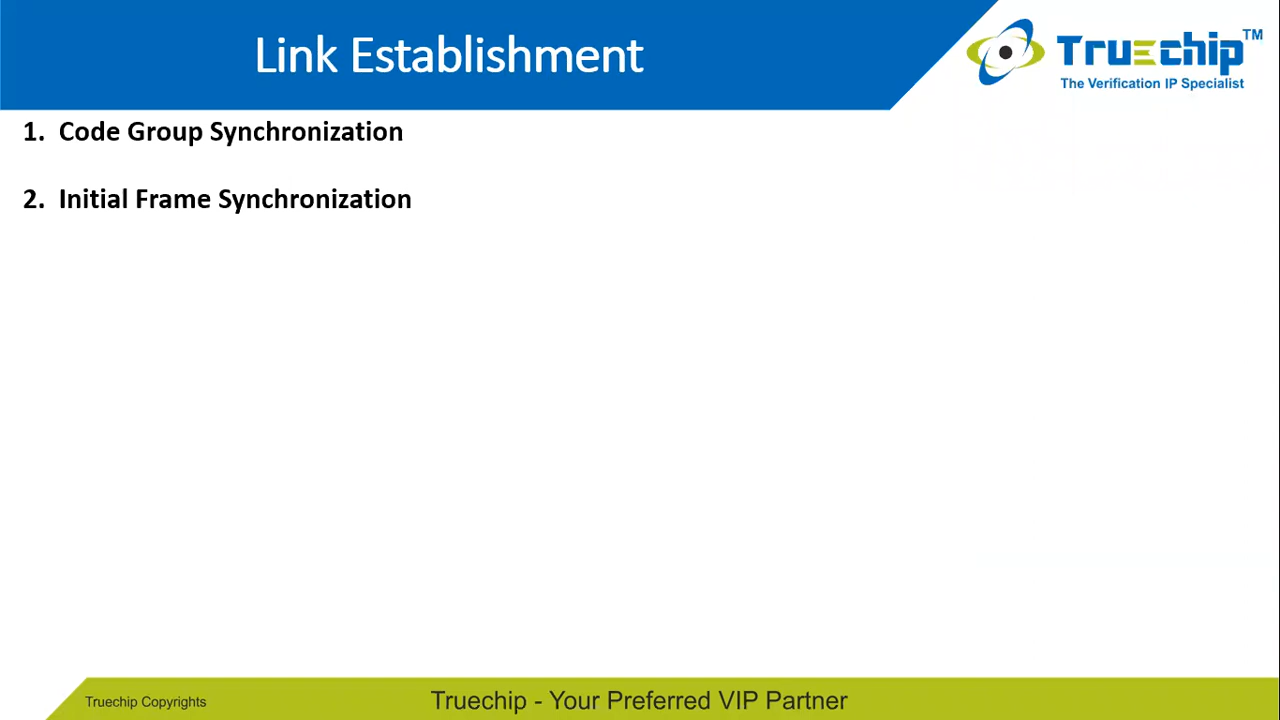 Link Establishment
Truechip™
The Verification IP Specialist
1. Code Group Synchronization
2. Initial Frame Synchronization
Truechip Copyrights
Truechip - Your Preferred VIP Partner